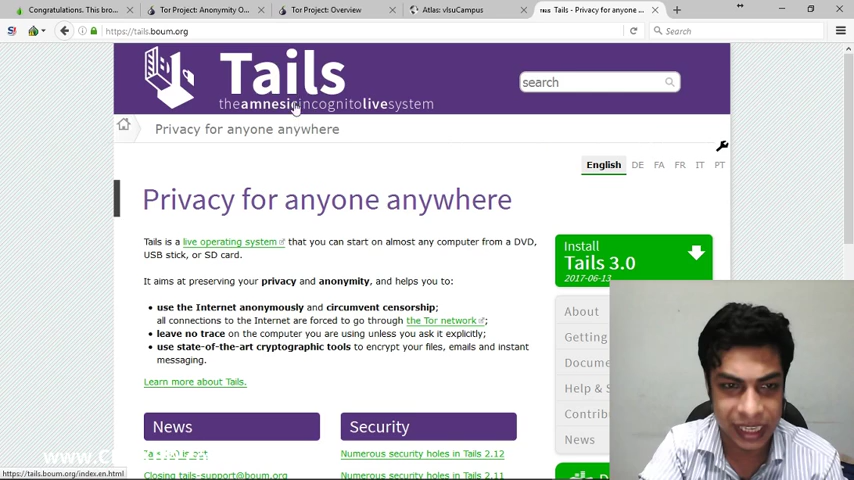 Congratulations. This bro...
Tor Project: Anonymity O...
Tor Project: Overview
Atlas: vlsuCampus
Tails - Privacy for anyone ...
https://tails.boum.org
Search
Tails
theamnesicincognitolivesystem
search
Privacy for anyone anywhere
English DE FA FR IT PT
Privacy for anyone anywhere
Tails is a live operating system that you can start on almost any computer from a DVD,
USB stick, or SD card.
It aims at preserving your privacy and anonymity, and helps you to:
use the Internet anonymously and circumvent censorship;
all connections to the Internet are forced to go through the Tor network;
leave no trace on the computer you are using unless you ask it explicitly;
use state-of-the-art cryptographic tools to encrypt your files, emails and instant
messaging.
Learn more about Tails.
Install
Tails 3.0
2017-06-13
About
Getting
Docume
Help & S
Contrib
News
News
Security
Numerous security holes in Tails 2.12
Closing tails-support@boum.org
Numerous security holes in Tails 2.11
https://tails.boum.org/index.en.html